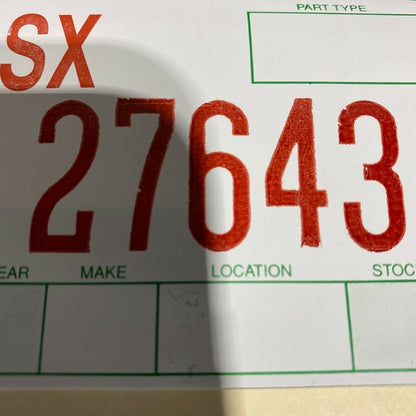 PART TYPE
SX
27643
EAR MAKE LOCATION STOC